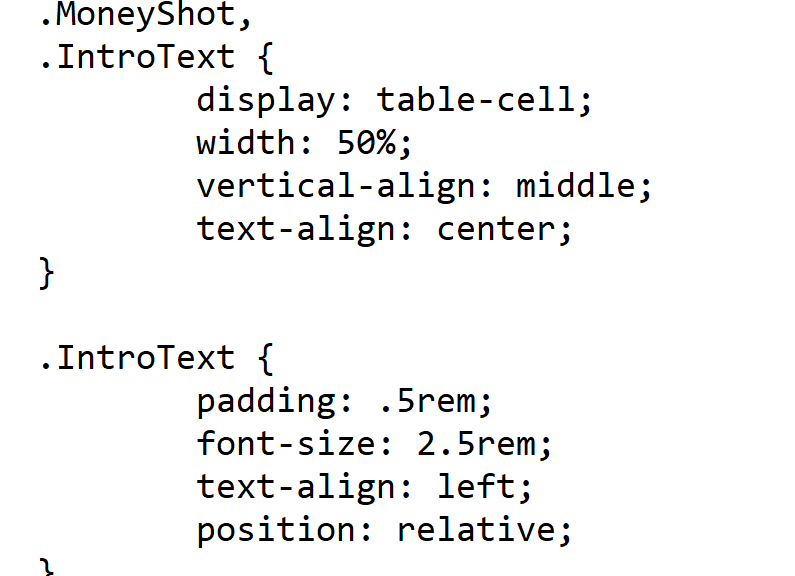 .MoneyShot,
.IntroText {
display: table-cell;
width: 50%;
vertical-align: middle;
text-align: center;
}
.IntroText {
padding: .5rem;
font-size: 2.5rem;
text-align: left;
position: relative;
}